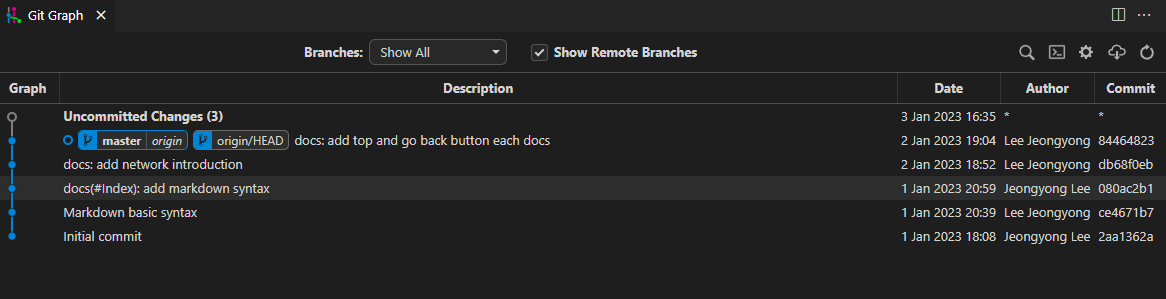 Git Graph
Branches: Show All Show Remote Branches
Graph Description Date Author Commit
Uncommitted Changes (3) 3 Jan 2023 16:35 * *
master origin origin/HEAD docs: add top and go back button each docs 2 Jan 2023 19:04 Lee Jeongyong 84464823
docs: add network introduction 2 Jan 2023 18:52 Lee Jeongyong db68f0eb
docs(#Index): add markdown syntax 1 Jan 2023 20:59 Jeongyong Lee 080ac2b1
Markdown basic syntax 1 Jan 2023 20:39 Lee Jeongyong ce4671b7
Initial commit 1 Jan 2023 18:08 Jeongyong Lee 2aa1362a